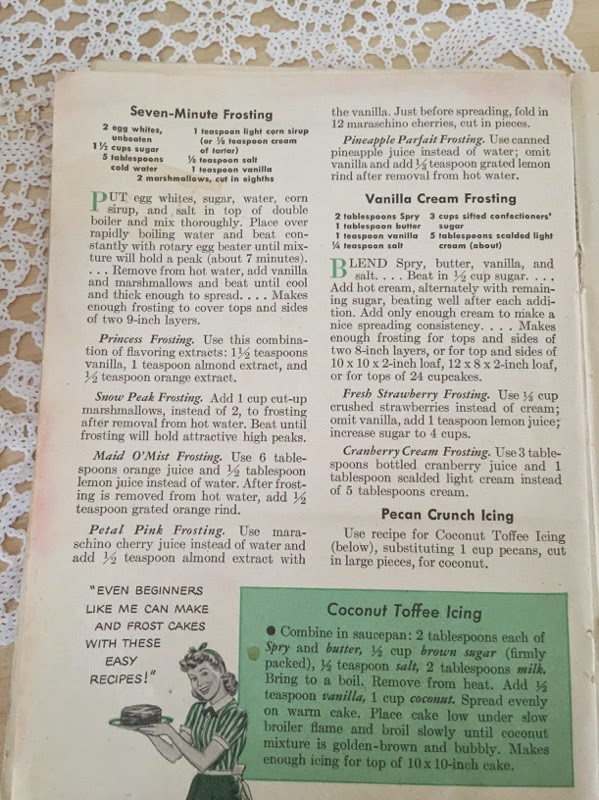 Seven-Minute Frosting
2 egg whites,
unbeaten
1½ cups sugar
5 tablespoons
cold water
1 teaspoon light corn sirup
(or ⅛ teaspoon cream
of tartar)
⅛ teaspoon salt
1 teaspoon vanilla
2 marshmallows, cut in eighths
PUT egg whites, sugar, water, corn
sirup, and salt in top of double
boiler and mix thoroughly. Place over
rapidly boiling water and beat con-
stantly with rotary egg beater until mix-
ture will hold a peak (about 7 minutes).
. . . . Remove from hot water, add vanilla
and marshmallows and beat until cool
and thick enough to spread. . . . Makes
enough frosting to cover tops and sides
of two 9-inch layers.
Princess Frosting. Use this combina-
tion of flavoring extracts: 1½ teaspoons
vanilla, 1 teaspoon almond extract, and
½ teaspoon orange extract.
Snow Peak Frosting. Add 1 cup cut-up
marshmallows, instead of 2, to frosting
after removal from hot water. Beat until
frosting will hold attractive high peaks.
Maid O'Mist Frosting. Use 6 table-
spoons orange juice and ½ tablespoon
lemon juice instead of water. After frost-
ing is removed from hot water, add ½
teaspoon grated orange rind.
Petal Pink Frosting. Use mara-
schino cherry juice instead of water and
add ½ teaspoon almond extract with
the vanilla. Just before spreading, fold in
12 maraschino cherries, cut in pieces.
Pineapple Parfait Frosting. Use canned
pineapple juice instead of water; omit
vanilla and add ½ teaspoon grated lemon
rind after removal from hot water.
Vanilla Cream Frosting
2 tablespoons Spry
1 tablespoon butter
1 teaspoon vanilla
¼ teaspoon salt
3 cups sifted confectioners'
sugar
5 tablespoons scalded light
cream (about)
BLEND Spry, butter, vanilla, and
salt. . . . Beat in ½ cup sugar. . . .
Add hot cream, alternately with remain-
ing sugar, beating well after each addi-
tion. Add only enough cream to make a
nice spreading consistency. . . . Makes
enough frosting for tops and sides of
two 8-inch layers, or for top and sides of
10 x 10 x 2-inch loaf, 12 x 8 x 2-inch loaf,
or for tops of 24 cupcakes.
Fresh Strawberry Frosting. Use ⅓ cup
crushed strawberries instead of cream;
omit vanilla, add 1 teaspoon lemon juice;
increase sugar to 4 cups.
Cranberry Cream Frosting. Use 3 table-
spoons bottled cranberry juice and 1
tablespoon scalded light cream instead
of 5 tablespoons cream.
Pecan Crunch Icing
Use recipe for Coconut Toffee Icing
(below), substituting 1 cup pecans, cut
in large pieces, for coconut.
"EVEN BEGINNERS
LIKE ME CAN MAKE
AND FROST CAKES
WITH THESE
EASY
RECIPES!"
Coconut Toffee Icing
● Combine in saucepan: 2 tablespoons each of
Spry and butter, ½ cup brown sugar (firmly
packed), ⅛ teaspoon salt, 2 tablespoons milk.
Bring to a boil. Remove from heat. Add ½
teaspoon vanilla, 1 cup coconut. Spread evenly
on warm cake. Place cake low under slow
broiler flame and broil slowly until coconut
mixture is golden-brown and bubbly. Makes
enough icing for top of 10 x 10-inch cake.